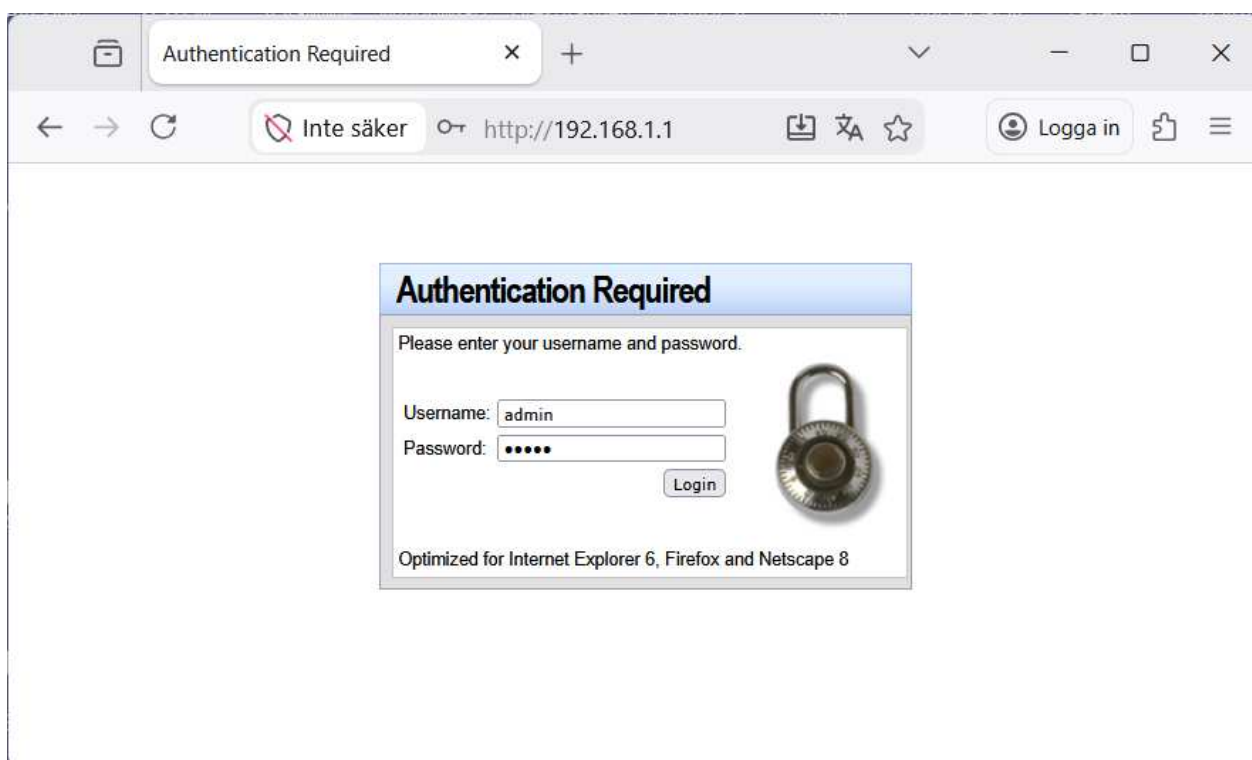 Authentication Required
Inte säker http://192.168.1.1 Logga in
Authentication Required
Please enter your username and password.
Username: admin
Password: •••••
Login
Optimized for Internet Explorer 6, Firefox and Netscape 8